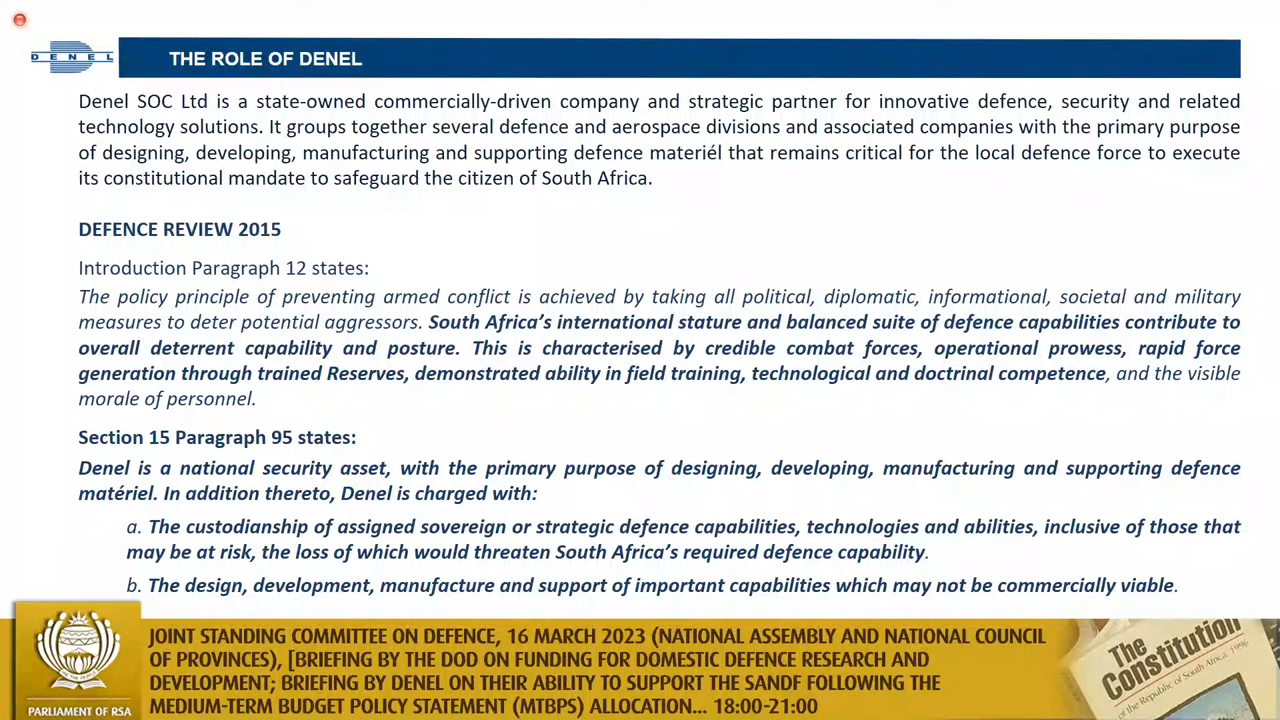 DENEL
THE ROLE OF DENEL
Denel SOC Ltd is a state-owned commercially-driven company and strategic partner for innovative defence, security and related
technology solutions. It groups together several defence and aerospace divisions and associated companies with the primary purpose
of designing, developing, manufacturing and supporting defence materiél that remains critical for the local defence force to execute
its constitutional mandate to safeguard the citizen of South Africa.
DEFENCE REVIEW 2015
Introduction Paragraph 12 states:
The policy principle of preventing armed conflict is achieved by taking all political, diplomatic, informational, societal and military
measures to deter potential aggressors. South Africa's international stature and balanced suite of defence capabilities contribute to
overall deterrent capability and posture. This is characterised by credible combat forces, operational prowess, rapid force
generation through trained Reserves, demonstrated ability in field training, technological and doctrinal competence, and the visible
morale of personnel.
Section 15 Paragraph 95 states:
Denel is a national security asset, with the primary purpose of designing, developing, manufacturing and supporting defence
matériel. In addition thereto, Denel is charged with:
a. The custodianship of assigned sovereign or strategic defence capabilities, technologies and abilities, inclusive of those that
may be at risk, the loss of which would threaten South Africa's required defence capability.
b. The design, development, manufacture and support of important capabilities which may not be commercially viable.
JOINT STANDING COMMITTEE ON DEFENCE, 16 MARCH 2023 (NATIONAL ASSEMBLY AND NATIONAL COUNCIL
OF PROVINCES), [BRIEFING BY THE DOD ON FUNDING FOR DOMESTIC DEFENCE RESEARCH AND
DEVELOPMENT; BRIEFING BY DENEL ON THEIR ABILITY TO SUPPORT THE SANDF FOLLOWING THE
MEDIUM-TERM BUDGET POLICY STATEMENT (MTBPS) ALLOCATION... 18:00-21:00
PARLIAMENT OF RSA
The
Constitution
of the Republic of South Africa, 1996